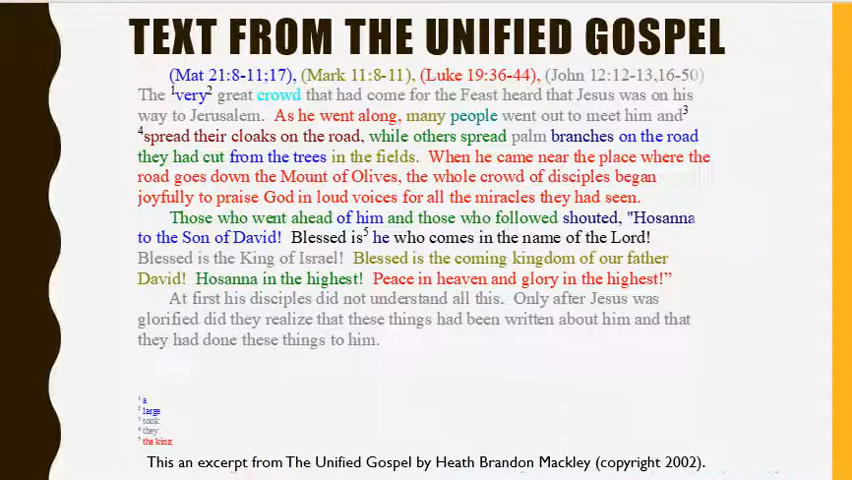 TEXT FROM THE UNIFIED GOSPEL
(Mat 21:8-11;17), (Mark 11:8-11), (Luke 19:36-44), (John 12:12-13,16-50)
The ¹very² great crowd that had come for the Feast heard that Jesus was on his
way to Jerusalem. As he went along, many people went out to meet him and³
⁴spread their cloaks on the road, while others spread palm branches on the road
they had cut from the trees in the fields. When he came near the place where the
road goes down the Mount of Olives, the whole crowd of disciples began
joyfully to praise God in loud voices for all the miracles they had seen.
Those who went ahead of him and those who followed shouted, "Hosanna
to the Son of David! Blessed is⁵ he who comes in the name of the Lord!
Blessed is the King of Israel! Blessed is the coming kingdom of our father
David! Hosanna in the highest! Peace in heaven and glory in the highest!”
At first his disciples did not understand all this. Only after Jesus was
glorified did they realize that these things had been written about him and that
they had done these things to him.
¹ a
² large
³ took
⁴ they
⁵ the king
This an excerpt from The Unified Gospel by Heath Brandon Mackley (copyright 2002).